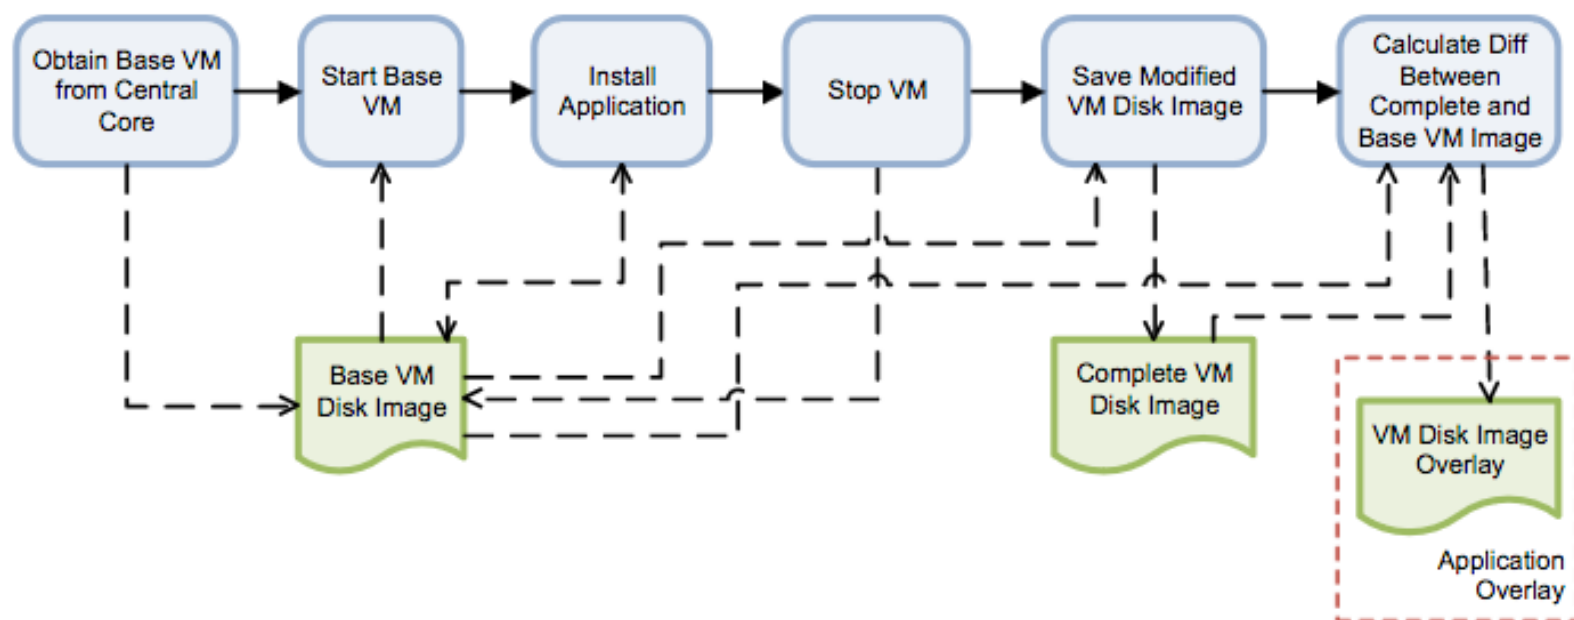 Obtain Base VM
from Central
Core
Start Base
VM
Install
Application
Stop VM
Save Modified
VM Disk Image
Calculate Diff
Between
Complete and
Base VM Image
Base VM
Disk Image
Complete VM
Disk Image
VM Disk Image
Overlay
Application
Overlay